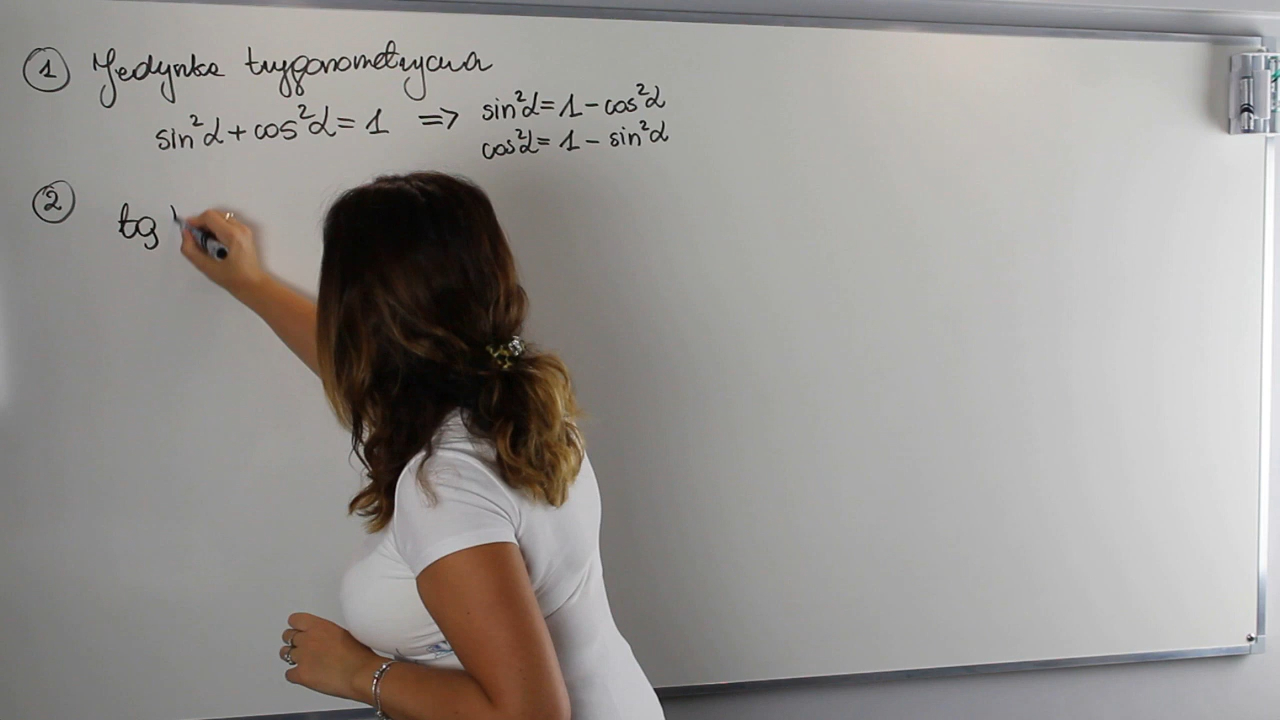 ① Jedynka trygonometryczna
sin²α + cos²α = 1 => sin²α = 1 - cos²α
cos²α = 1 - sin²α
② tg